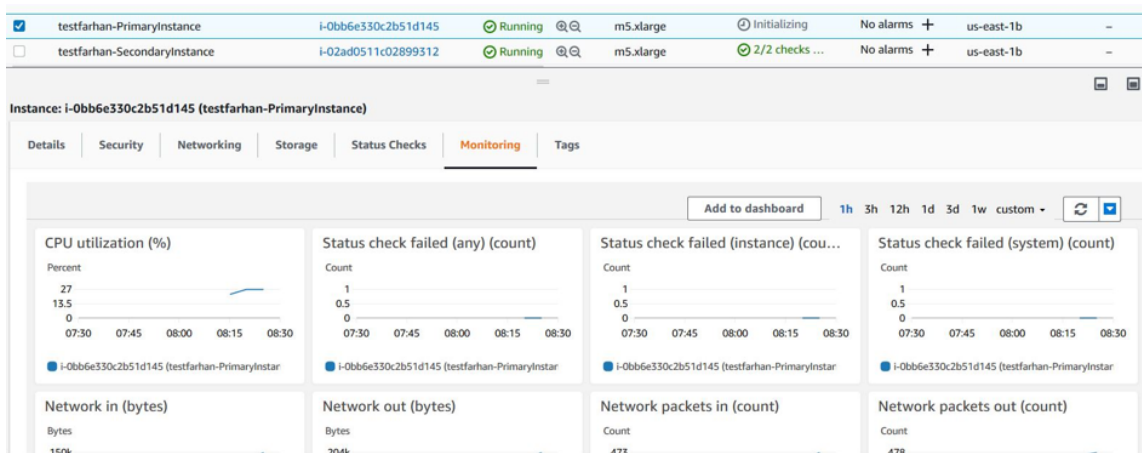 testfarhan-PrimaryInstance i-0bb6e330c2b51d145 Running m5.xlarge Initializing No alarms + us-east-1b –
testfarhan-SecondaryInstance i-02ad0511c02899312 Running m5.xlarge 2/2 checks ... No alarms + us-east-1b –
Instance: i-0bb6e330c2b51d145 (testfarhan-PrimaryInstance)
Details Security Networking Storage Status Checks Monitoring Tags
Add to dashboard 1h 3h 12h 1d 3d 1w custom
CPU utilization (%) Status check failed (any) (count) Status check failed (instance) (cou... Status check failed (system) (count)
Percent Count Count Count
27 1 1 1
13.5 0.5 0.5 0.5
0 0 0 0
07:30 07:45 08:00 08:15 08:30 07:30 07:45 08:00 08:15 08:30 07:30 07:45 08:00 08:15 08:30 07:30 07:45 08:00 08:15 08:30
i-0bb6e330c2b51d145 (testfarhan-PrimaryInstar i-0bb6e330c2b51d145 (testfarhan-PrimaryInstar i-0bb6e330c2b51d145 (testfarhan-PrimaryInstar i-0bb6e330c2b51d145 (testfarhan-PrimaryInstar
Network in (bytes) Network out (bytes) Network packets in (count) Network packets out (count)
Bytes Bytes Count Count
150k 204k 473 478